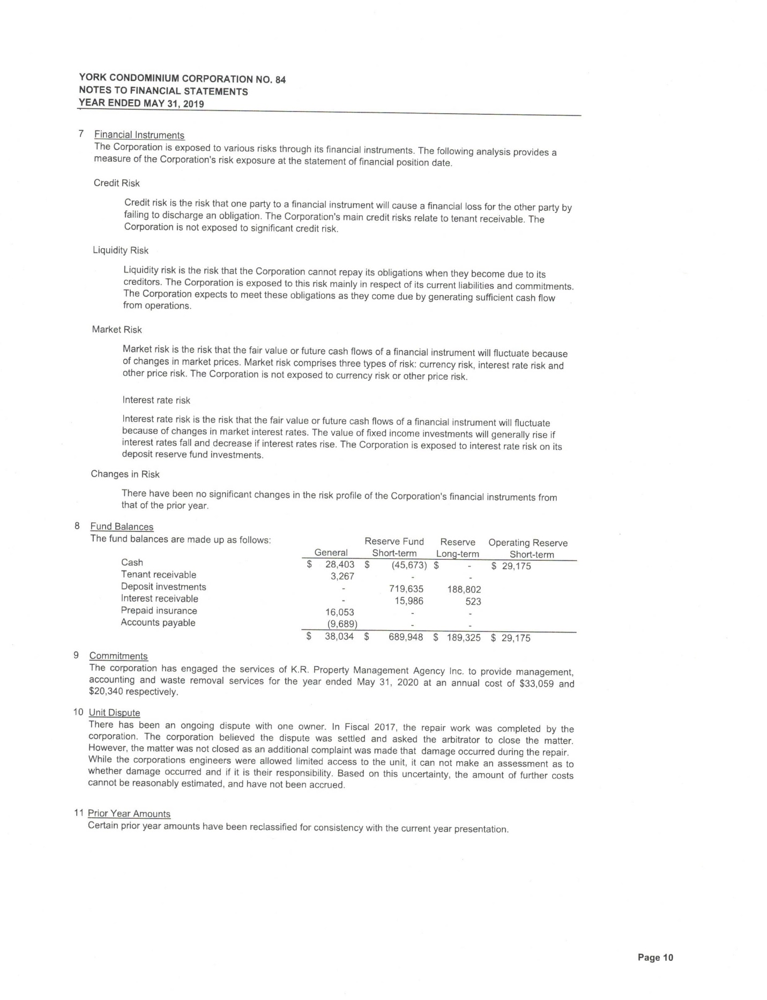 YORK CONDOMINIUM CORPORATION NO. 84
NOTES TO FINANCIAL STATEMENTS
YEAR ENDED MAY 31, 2019
7 Financial Instruments
The Corporation is exposed to various risks through its financial instruments. The following analysis provides a
measure of the Corporation's risk exposure at the statement of financial position date.
Credit Risk
Credit risk is the risk that one party to a financial instrument will cause a financial loss for the other party by
failing to discharge an obligation. The Corporation's main credit risks relate to tenant receivable. The
Corporation is not exposed to significant credit risk.
Liquidity Risk
Liquidity risk is the risk that the Corporation cannot repay its obligations when they become due to its
creditors. The Corporation is exposed to this risk mainly in respect of its current liabilities and commitments.
The Corporation expects to meet these obligations as they come due by generating sufficient cash flow
from operations.
Market Risk
Market risk is the risk that the fair value or future cash flows of a financial instrument will fluctuate because
of changes in market prices. Market risk comprises three types of risk: currency risk, interest rate risk and
other price risk. The Corporation is not exposed to currency risk or other price risk.
Interest rate risk
Interest rate risk is the risk that the fair value or future cash flows of a financial instrument will fluctuate
because of changes in market interest rates. The value of fixed income investments will generally rise if
interest rates fall and decrease if interest rates rise. The Corporation is exposed to interest rate risk on its
deposit reserve fund investments.
Changes in Risk
There have been no significant changes in the risk profile of the Corporation's financial instruments from
that of the prior year.
8 Fund Balances
The fund balances are made up as follows: Reserve Fund Reserve Operating Reserve
General Short-term Long-term Short-term
Cash $ 28,403 $ (45,673) $ - $ 29,175
Tenant receivable 3,267 - -
Deposit investments - 719,635 188,802
Interest receivable - 15,986 523
Prepaid insurance 16,053 - -
Accounts payable (9,689) - -
$ 38,034 $ 689,948 $ 189,325 $ 29,175
9 Commitments
The corporation has engaged the services of K.R. Property Management Agency Inc. to provide management,
accounting and waste removal services for the year ended May 31, 2020 at an annual cost of $33,059 and
$20,340 respectively.
10 Unit Dispute
There has been an ongoing dispute with one owner. In Fiscal 2017, the repair work was completed by the
corporation. The corporation believed the dispute was settled and asked the arbitrator to close the matter.
However, the matter was not closed as an additional complaint was made that damage occurred during the repair.
While the corporations engineers were allowed limited access to the unit, it can not make an assessment as to
whether damage occurred and if it is their responsibility. Based on this uncertainty, the amount of further costs
cannot be reasonably estimated, and have not been accrued.
11 Prior Year Amounts
Certain prior year amounts have been reclassified for consistency with the current year presentation.
Page 10